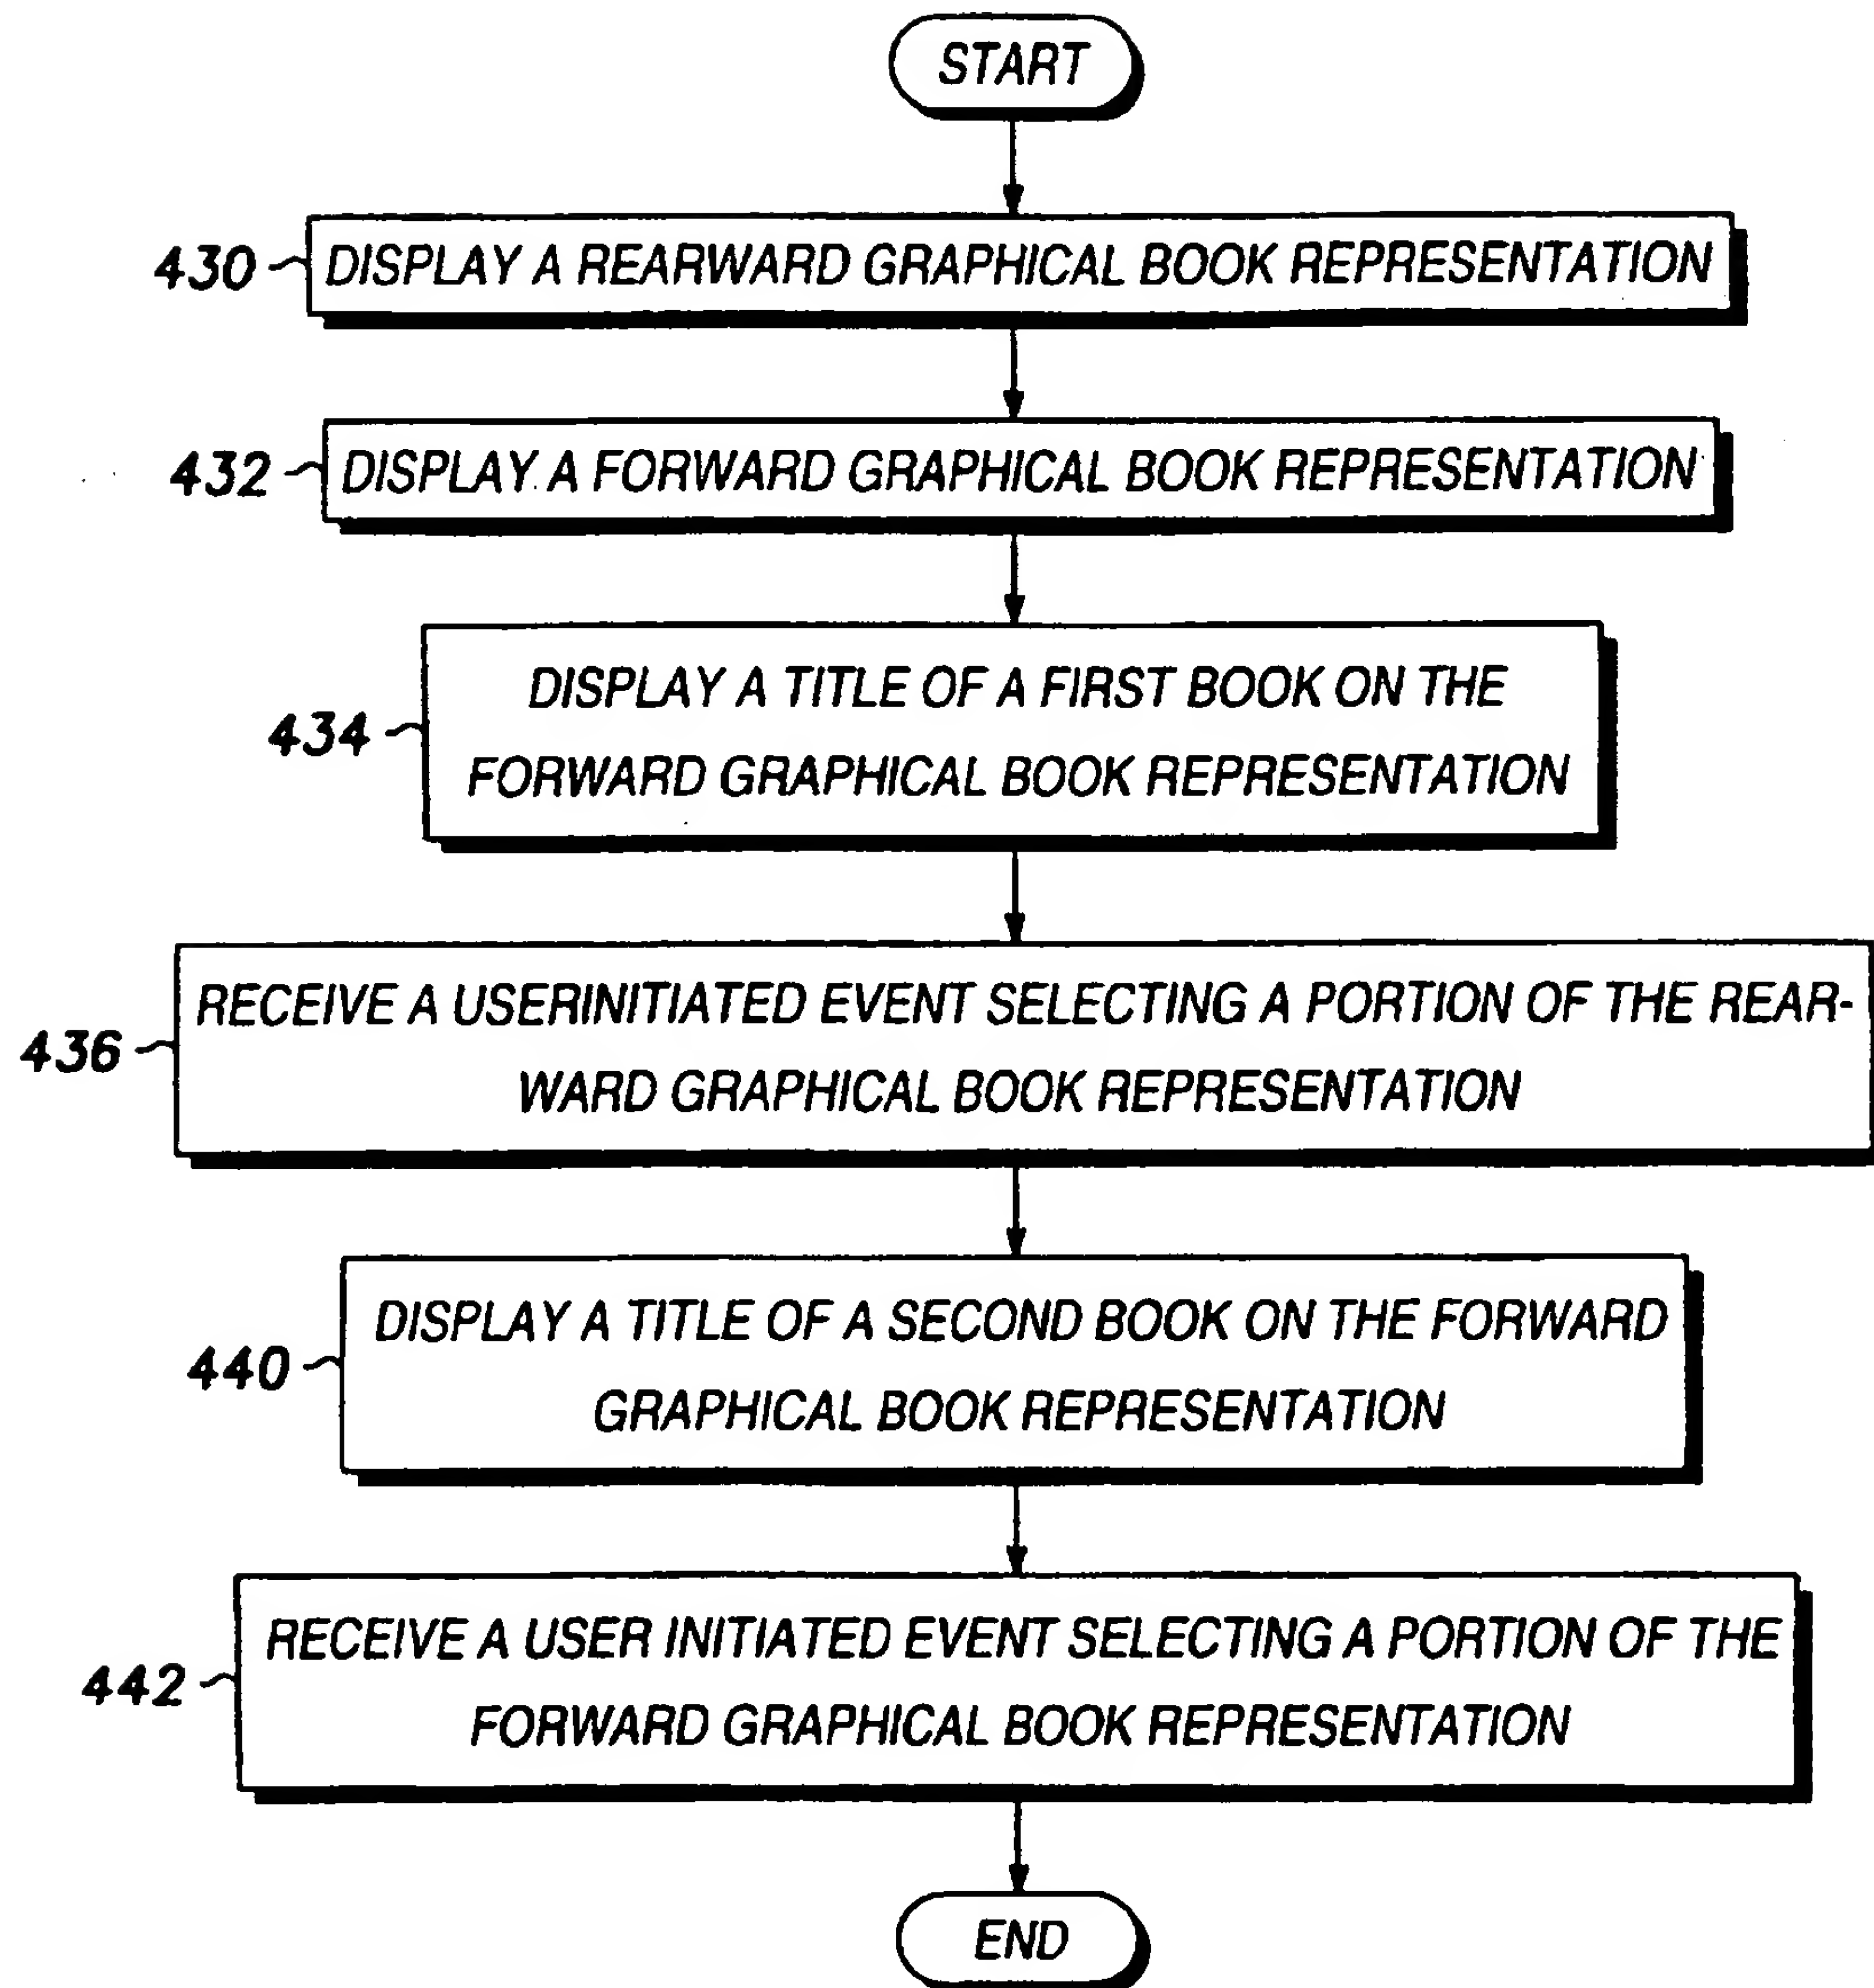 START
430 DISPLAY A REARWARD GRAPHICAL BOOK REPRESENTATION
432 DISPLAY A FORWARD GRAPHICAL BOOK REPRESENTATION
434
DISPLAY A TITLE OF A FIRST BOOK ON THE
FORWARD GRAPHICAL BOOK REPRESENTATION
436
RECEIVE A USERINITIATED EVENT SELECTING A PORTION OF THE REAR-
WARD GRAPHICAL BOOK REPRESENTATION
440
DISPLAY A TITLE OF A SECOND BOOK ON THE FORWARD
GRAPHICAL BOOK REPRESENTATION
442
RECEIVE A USER INITIATED EVENT SELECTING A PORTION OF THE
FORWARD GRAPHICAL BOOK REPRESENTATION
END